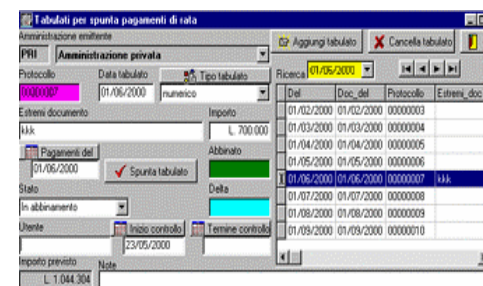 Tabulati per spunta pagamenti di rata
Amministrazione emittente
PRI Amministrazione privata
Aggiungi tabulato
Cancella tabulato
Protocollo Data tabulato Tipo tabulato
00000007 01/06/2000 numerico
Ricerca 01/06/2000
Estremi documento Importo
kkk L. 700.000
Pagamenti del Abbinato
01/06/2000 Spunta tabulato
Stato Delta
In abbinamento
Utente Inizio controllo Termine controllo
23/05/2000
Importo previsto Note
L. 1.044.304
Del Doc_del Protocollo Estremi_doc
01/02/2000 01/02/2000 00000003
01/03/2000 01/03/2000 00000004
01/04/2000 01/04/2000 00000005
01/05/2000 01/05/2000 00000006
01/06/2000 01/06/2000 00000007 kkk
01/07/2000 01/07/2000 00000008
01/08/2000 01/08/2000 00000009
01/09/2000 01/09/2000 00000010